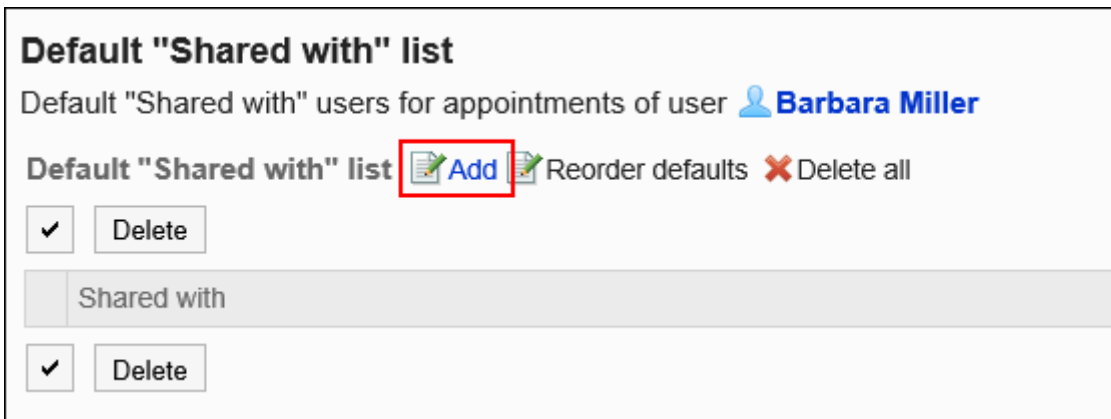 Default "Shared with" list
Default "Shared with" users for appointments of user Barbara Miller
Default "Shared with" list Add Reorder defaults Delete all
Delete
Shared with
Delete